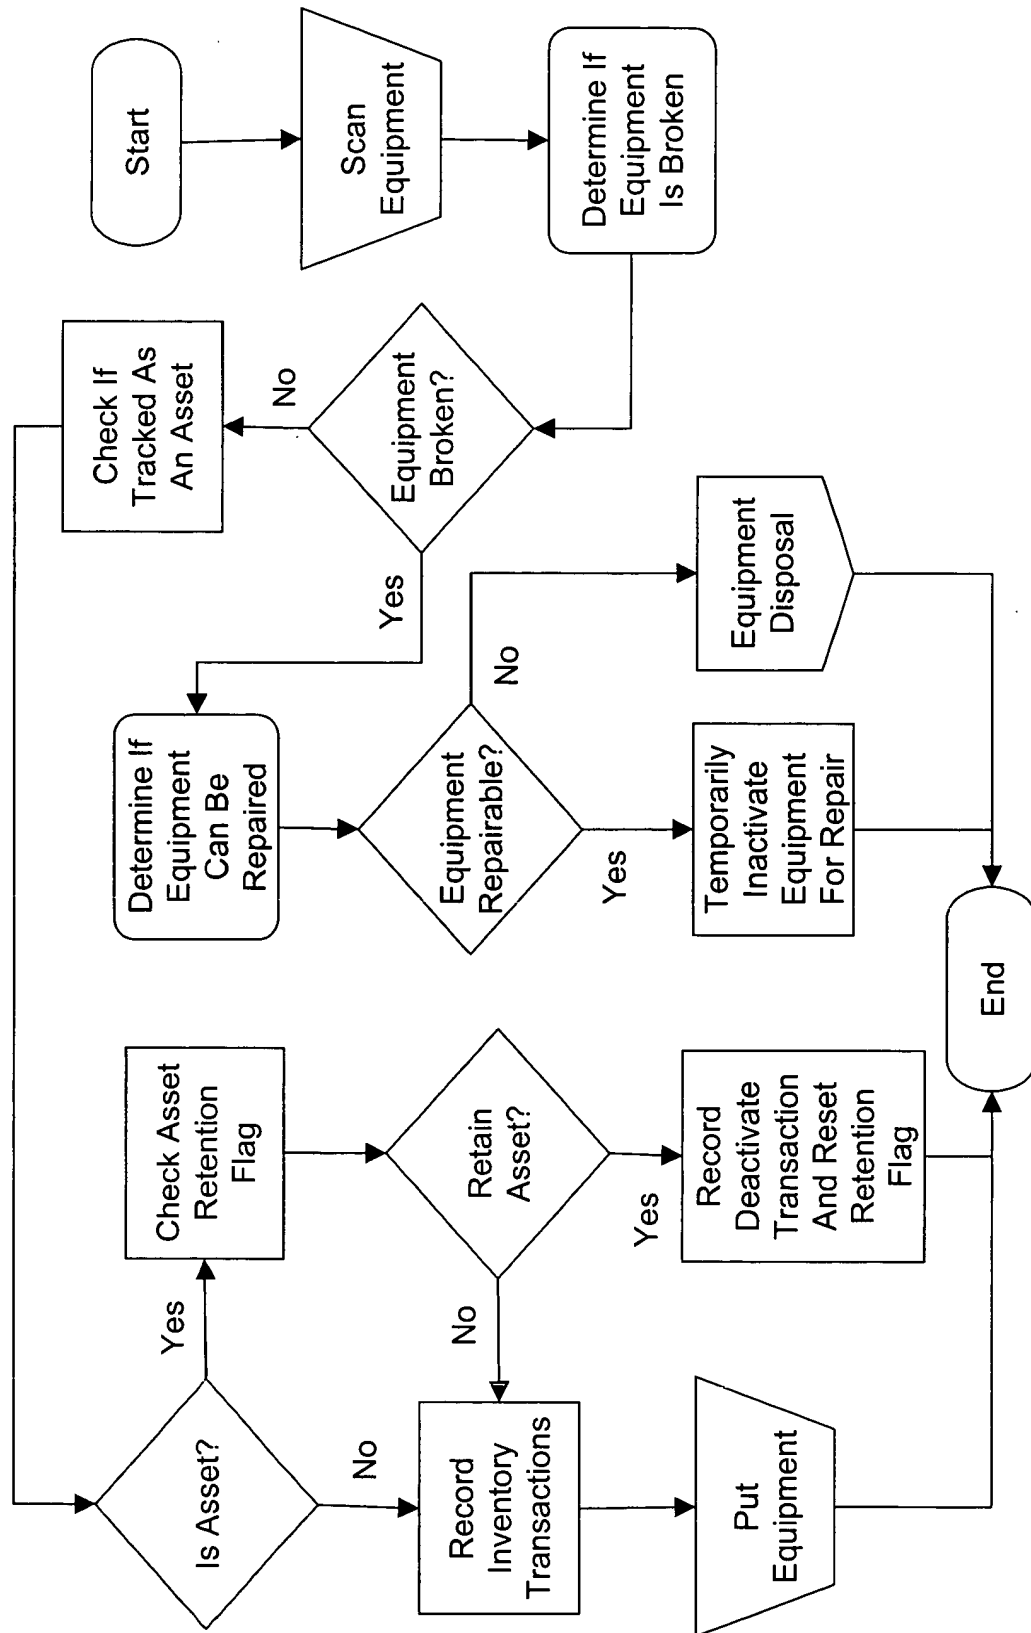 Start
Scan
Equipment
Determine If
Equipment
Is Broken
Equipment
Broken?
No
Yes
Check If
Tracked As
An Asset
Determine If
Equipment
Can Be
Repaired
Equipment
Repairable?
No
Yes
Equipment
Disposal
Temporarily
Inactivate
Equipment
For Repair
Is Asset?
Yes
No
Check Asset
Retention
Flag
Retain
Asset?
No
Yes
Record
Deactivate
Transaction
And Reset
Retention
Flag
Record
Inventory
Transactions
Put
Equipment
End